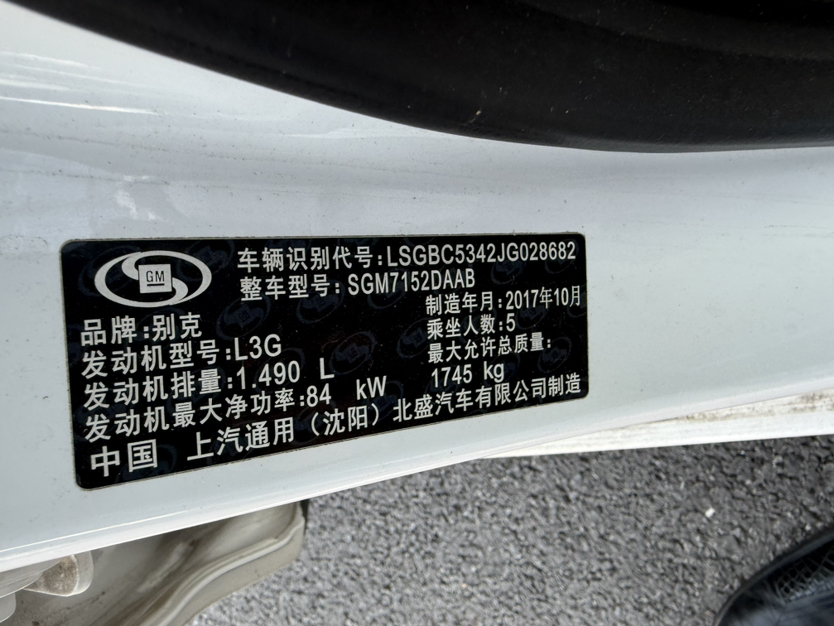 GM
车辆识别代号:LSGBC5342JG028682
整车型号:SGM7152DAAB
制造年月:2017年10月
品牌:别克
乘坐人数:5
发动机型号:L3G
最大允许总质量:
发动机排量:1.490 L
1745 kg
发动机最大净功率:84 kW
中国 上汽通用(沈阳)北盛汽车有限公司制造